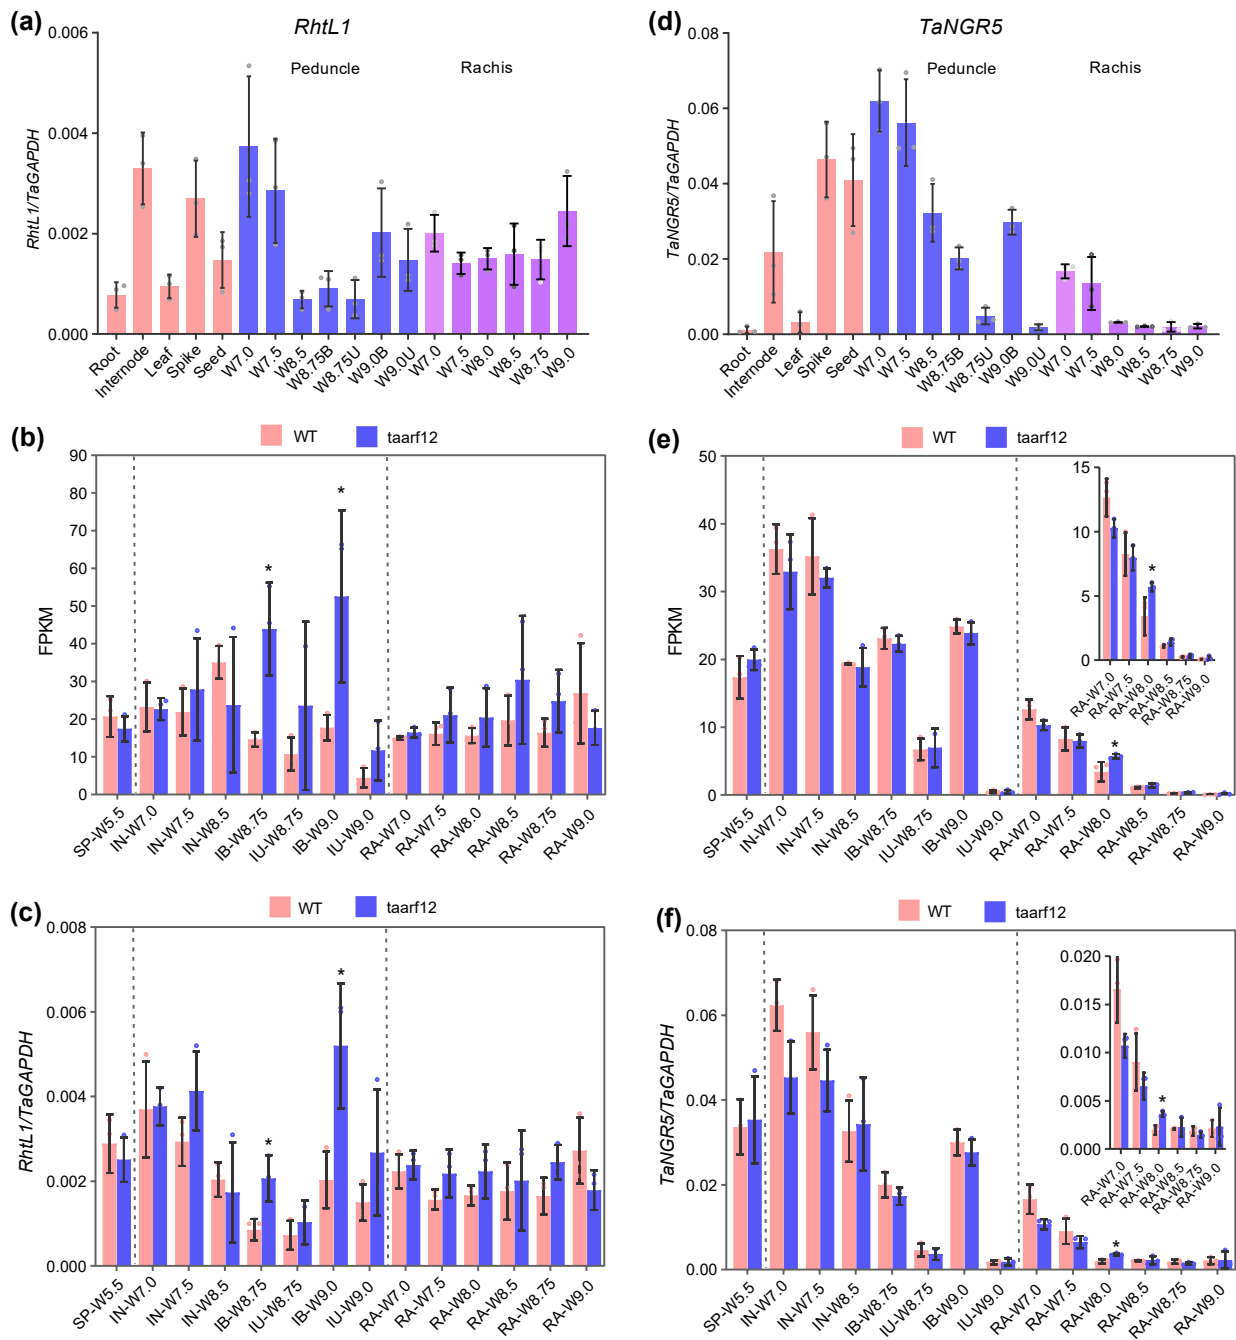 (a)
RhtL1
0.006
0.004
0.002
0.000
RhtL1/TaGAPDH
Peduncle
Rachis
Root
Internode
Leaf
Spike
Seed
W7.0
W7.5
W8.5
W8.75B
W8.75U
W9.0B
W9.0U
W7.0
W7.5
W8.0
W8.5
W8.75
W9.0
(d)
TaNGR5
0.08
0.06
0.04
0.02
0.00
TaNGR5/TaGAPDH
Peduncle
Rachis
Root
Internode
Leaf
Spike
Seed
W7.0
W7.5
W8.5
W8.75B
W8.75U
W9.0B
W9.0U
W7.0
W7.5
W8.0
W8.5
W8.75
W9.0
(b)
WT
taarf12
90
80
70
60
50
40
30
20
10
0
FPKM
*
*
SP-W5.5
IN-W7.0
IN-W7.5
IN-W8.5
IB-W8.75
IU-W8.75
IB-W9.0
IU-W9.0
RA-W7.0
RA-W7.5
RA-W8.0
RA-W8.5
RA-W8.75
RA-W9.0
(e)
WT
taarf12
50
40
30
20
10
0
FPKM
*
SP-W5.5
IN-W7.0
IN-W7.5
IN-W8.5
IB-W8.75
IU-W8.75
IB-W9.0
IU-W9.0
RA-W7.0
RA-W7.5
RA-W8.0
RA-W8.5
RA-W8.75
RA-W9.0
15
10
5
0
*
RA-W7.0
RA-W7.5
RA-W8.0
RA-W8.5
RA-W8.75
RA-W9.0
(c)
WT
taarf12
0.008
0.006
0.004
0.002
0.000
RhtL1/TaGAPDH
*
*
SP-W5.5
IN-W7.0
IN-W7.5
IN-W8.5
IB-W8.75
IU-W8.75
IB-W9.0
IU-W9.0
RA-W7.0
RA-W7.5
RA-W8.0
RA-W8.5
RA-W8.75
RA-W9.0
(f)
WT
taarf12
0.08
0.06
0.04
0.02
0.00
TaNGR5/TaGAPDH
*
SP-W5.5
IN-W7.0
IN-W7.5
IN-W8.5
IB-W8.75
IU-W8.75
IB-W9.0
IU-W9.0
RA-W7.0
RA-W7.5
RA-W8.0
RA-W8.5
RA-W8.75
RA-W9.0
0.020
0.015
0.010
0.005
0.000
*
RA-W7.0
RA-W7.5
RA-W8.0
RA-W8.5
RA-W8.75
RA-W9.0